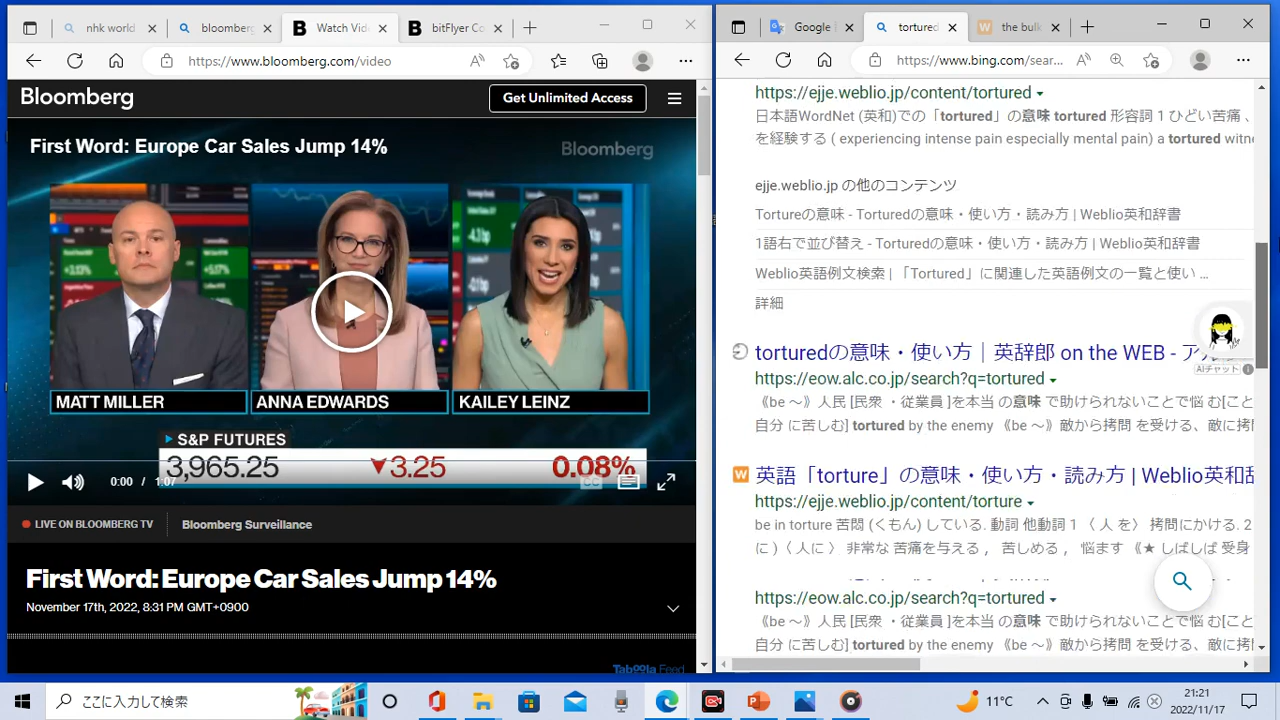 nhk world
bloomberg
Watch Vide
bitFlyer Co
https://www.bloomberg.com/video
Bloomberg
Get Unlimited Access
First Word: Europe Car Sales Jump 14%
Bloomberg
MATT MILLER
ANNA EDWARDS
KAILEY LEINZ
S&P FUTURES
3,965.25 ▼3.25 0.08%
0:00 / 1:07
CC
LIVE ON BLOOMBERG TV
Bloomberg Surveillance
First Word: Europe Car Sales Jump 14%
November 17th, 2022, 8:31 PM GMT+0900
Taboola Feed
Google
tortured
the bulk
https://www.bing.com/sear...
https://ejje.weblio.jp/content/tortured
日本語WordNet (英和)での「tortured」の意味 tortured 形容詞 1 ひどい苦痛、
を経験する ( experiencing intense pain especially mental pain) a tortured witne
ejje.weblio.jp の他のコンテンツ
Tortureの意味 - Torturedの意味・使い方・読み方 | Weblio英和辞書
1語右で並び替え - Torturedの意味・使い方・読み方 | Weblio英和辞書
Weblio英語例文検索 | 「Tortured」に関連した英語例文の一覧と使い ...
詳細
torturedの意味・使い方｜英辞郎 on the WEB - アル
AIチャット
https://eow.alc.co.jp/search?q=tortured
《be ～》人民 [民衆・従業員 ]を本当 の意味 で助けられないことで悩 む[こと
自分 に苦しむ] tortured by the enemy 《be ～》敵から拷問 を受ける、敵に拷問
英語「torture」の意味・使い方・読み方 | Weblio英和辞
https://ejje.weblio.jp/content/torture
be in torture 苦悶 (くもん) している. 動詞 他動詞 1 〈 人 を〉 拷問にかける. 2
に )〈 人に 〉 非常な 苦痛を与える , 苦しめる , 悩ます 《★ しばしば 受身
https://eow.alc.co.jp/search?q=tortured
《be ～》人民 [民衆 ・従業員 ]を本当 の意味 で助けられないことで悩 む[こと
自分 に苦しむ] tortured by the enemy 《be ～》敵から拷問 を受ける、敵に拷問
ここに入力して検索
11℃
21:21
2022/11/17